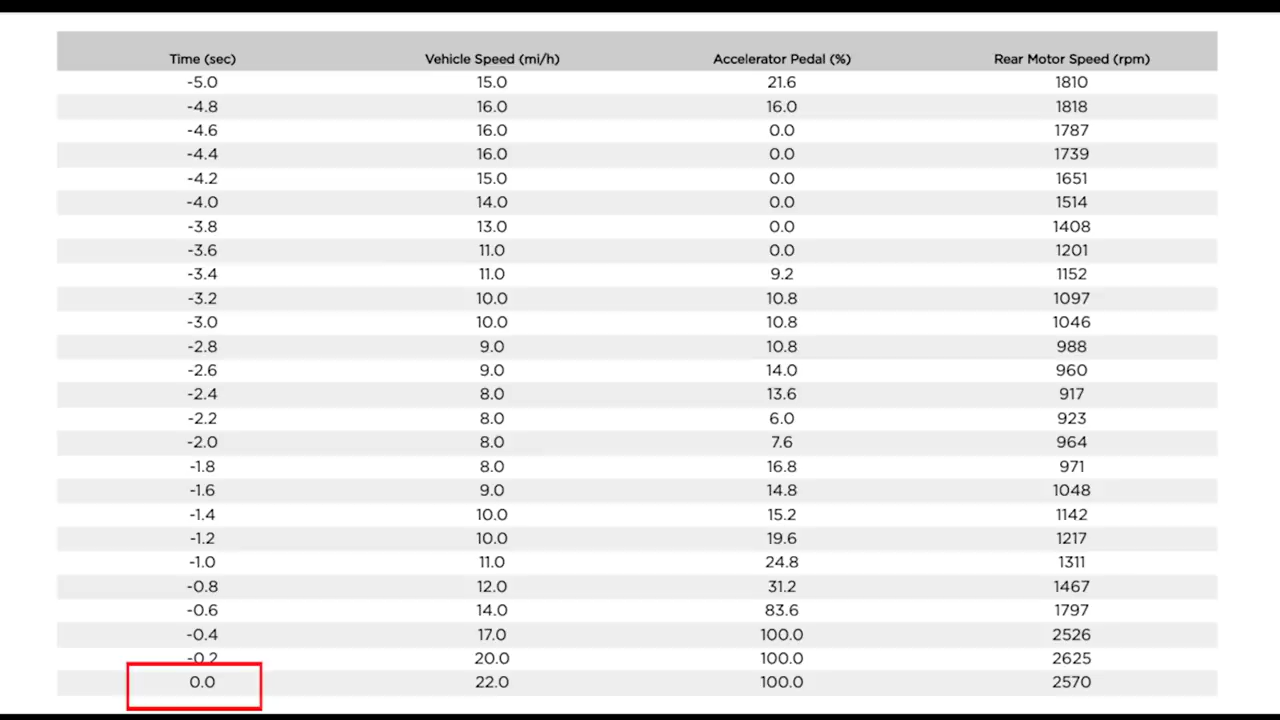 Time (sec) Vehicle Speed (mi/h) Accelerator Pedal (%) Rear Motor Speed (rpm)
-5.0 15.0 21.6 1810
-4.8 16.0 16.0 1818
-4.6 16.0 0.0 1787
-4.4 16.0 0.0 1739
-4.2 15.0 0.0 1651
-4.0 14.0 0.0 1514
-3.8 13.0 0.0 1408
-3.6 11.0 0.0 1201
-3.4 11.0 9.2 1152
-3.2 10.0 10.8 1097
-3.0 10.0 10.8 1046
-2.8 9.0 10.8 988
-2.6 9.0 14.0 960
-2.4 8.0 13.6 917
-2.2 8.0 6.0 923
-2.0 8.0 7.6 964
-1.8 8.0 16.8 971
-1.6 9.0 14.8 1048
-1.4 10.0 15.2 1142
-1.2 10.0 19.6 1217
-1.0 11.0 24.8 1311
-0.8 12.0 31.2 1467
-0.6 14.0 83.6 1797
-0.4 17.0 100.0 2526
-0.2 20.0 100.0 2625
0.0 22.0 100.0 2570